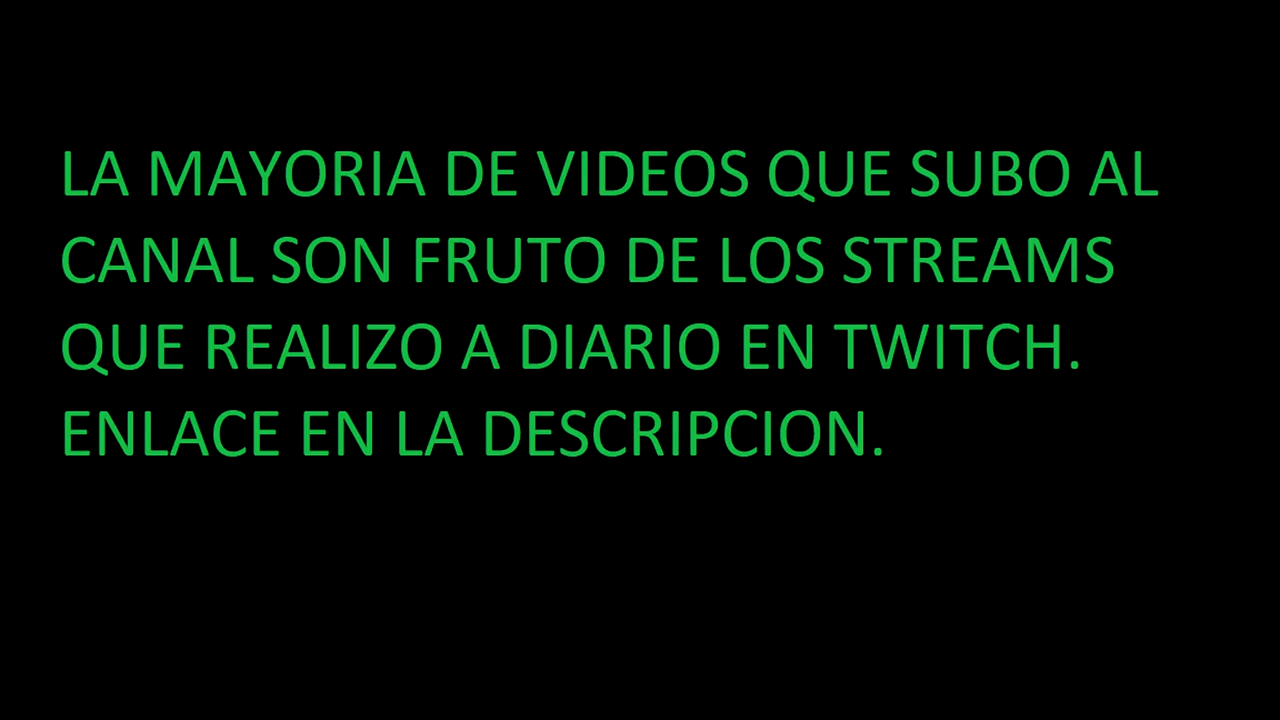 LA MAYORIA DE VIDEOS QUE SUBO AL
CANAL SON FRUTO DE LOS STREAMS
QUE REALIZO A DIARIO EN TWITCH.
ENLACE EN LA DESCRIPCION.